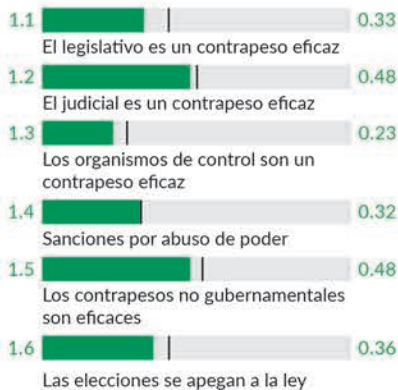 1.1 0.33
El legislativo es un contrapeso eficaz
1.2 0.48
El judicial es un contrapeso eficaz
1.3 0.23
Los organismos de control son un
contrapeso eficaz
1.4 0.32
Sanciones por abuso de poder
1.5 0.48
Los contrapesos no gubernamentales
son eficaces
1.6 0.36
Las elecciones se apegan a la ley